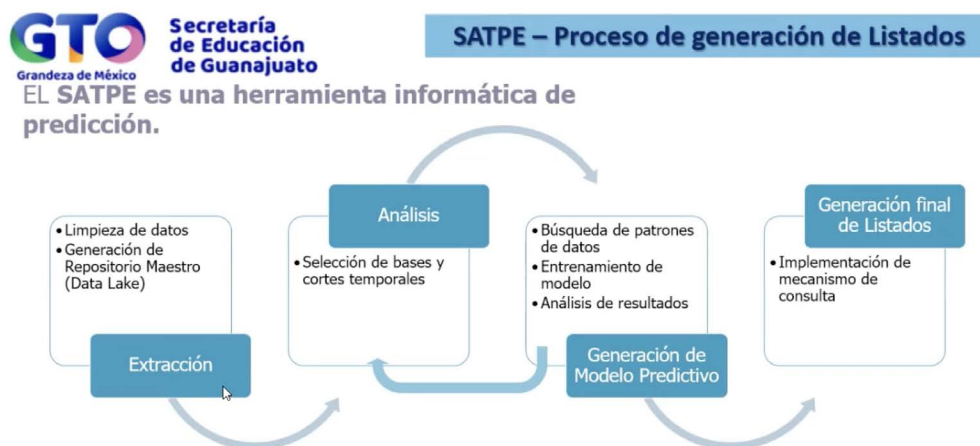 GTO
Grandeza de México
Secretaría
de Educación
de Guanajuato
SATPE – Proceso de generación de Listados
EL SATPE es una herramienta informática de
predicción.
• Limpieza de datos
• Generación de
Repositorio Maestro
(Data Lake)
Extracción
Análisis
• Selección de bases y
cortes temporales
• Búsqueda de patrones
de datos
• Entrenamiento de
modelo
• Análisis de resultados
Generación de
Modelo Predictivo
Generación final
de Listados
• Implementación de
mecanismo de
consulta